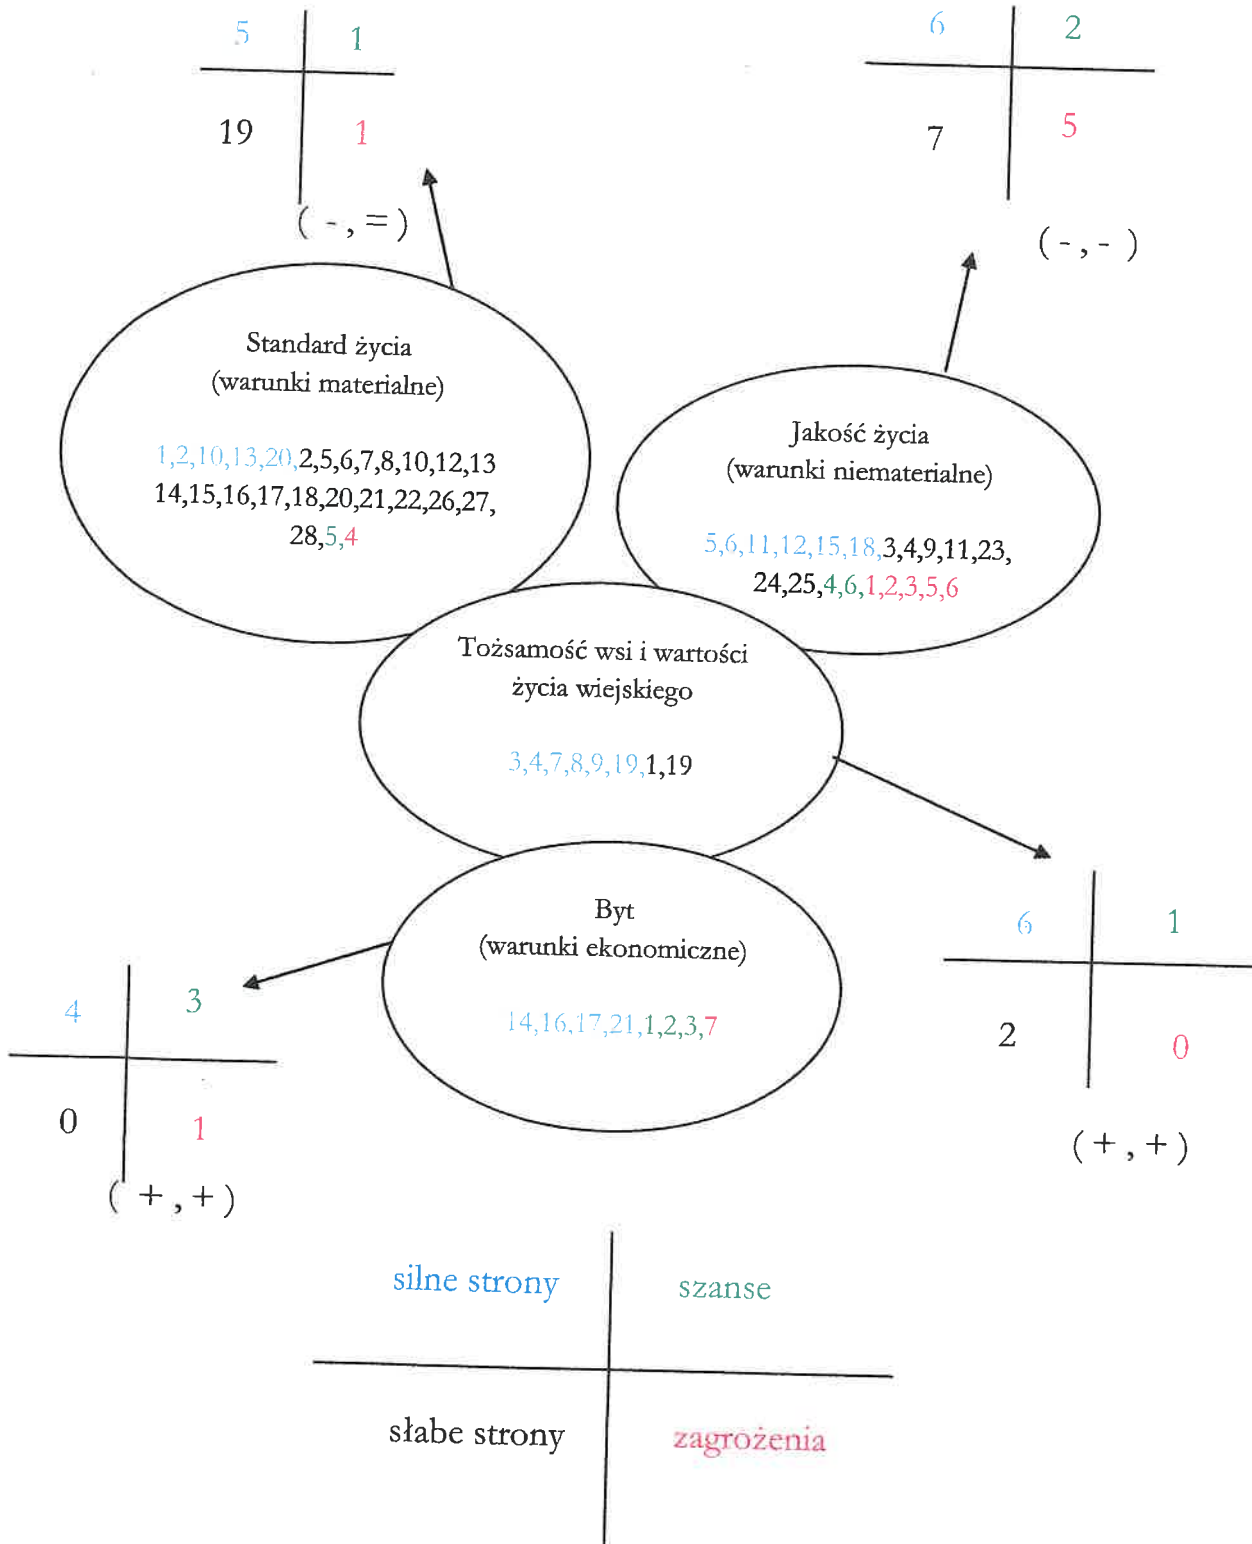 5 1
19 1
( - , = )
6 2
7 5
( - , - )
Standard życia
(warunki materialne)
1,2,10,13,20,2,5,6,7,8,10,12,13
14,15,16,17,18,20,21,22,26,27,
28,5,4
Jakość życia
(warunki niematerialne)
5,6,11,12,15,18,3,4,9,11,23,
24,25,4,6,1,2,3,5,6
Tożsamość wsi i wartości
życia wiejskiego
3,4,7,8,9,19,1,19
Byt
(warunki ekonomiczne)
14,16,17,21,1,2,3,7
6 1
2 0
( + , + )
4 3
0 1
( + , + )
silne strony szanse
słabe strony zagrożenia